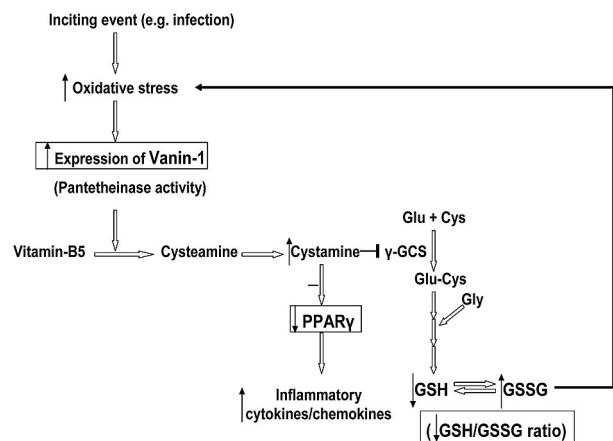 Inciting event (e.g. infection)
↑ Oxidative stress
↑ Expression of Vanin-1
(Pantetheinase activity)
Glu + Cys
Vitamin-B5 Cysteamine ↑ Cystamine γ-GCS
Glu-Cys
Gly
–
↓ PPARγ
↑ Inflammatory
cytokines/chemokines
↓ GSH ↑ GSSG
(↓GSH/GSSG ratio)